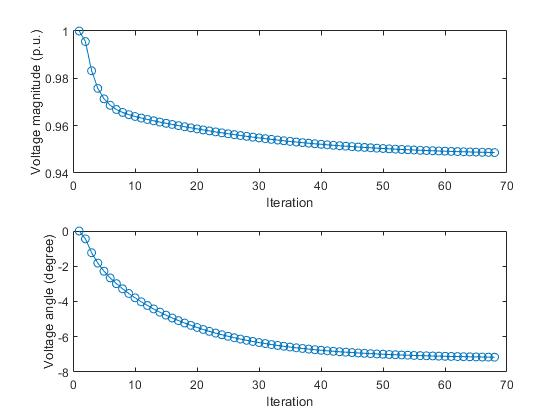 1
0.98
0.96
0.94
Voltage magnitude (p.u.)
0 10 20 30 40 50 60 70
Iteration
0
-2
-4
-6
-8
Voltage angle (degree)
0 10 20 30 40 50 60 70
Iteration